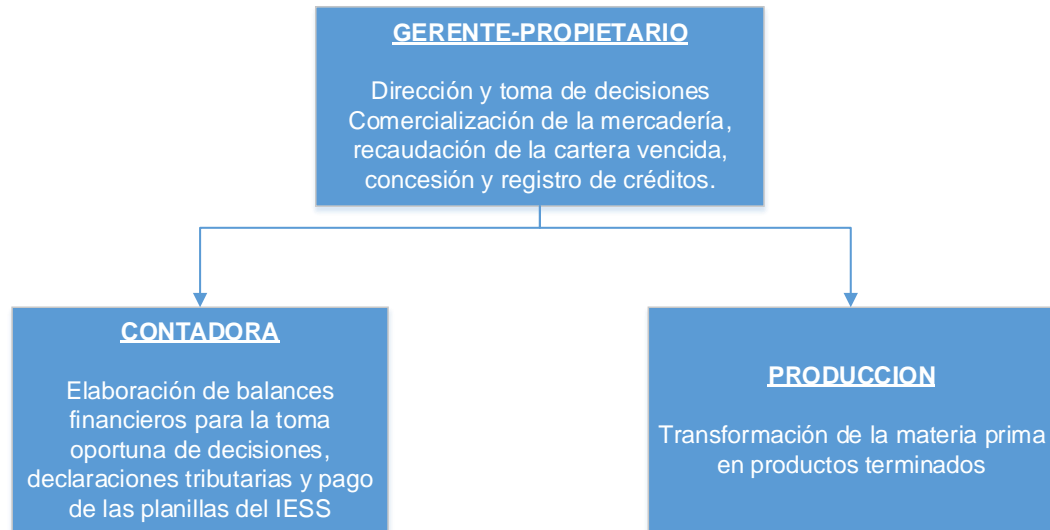 GERENTE-PROPIETARIO
Dirección y toma de decisiones
Comercialización de la mercadería,
recaudación de la cartera vencida,
concesión y registro de créditos.
CONTADORA
Elaboración de balances
financieros para la toma
oportuna de decisiones,
declaraciones tributarias y pago
de las planillas del IESS
PRODUCCION
Transformación de la materia prima
en productos terminados